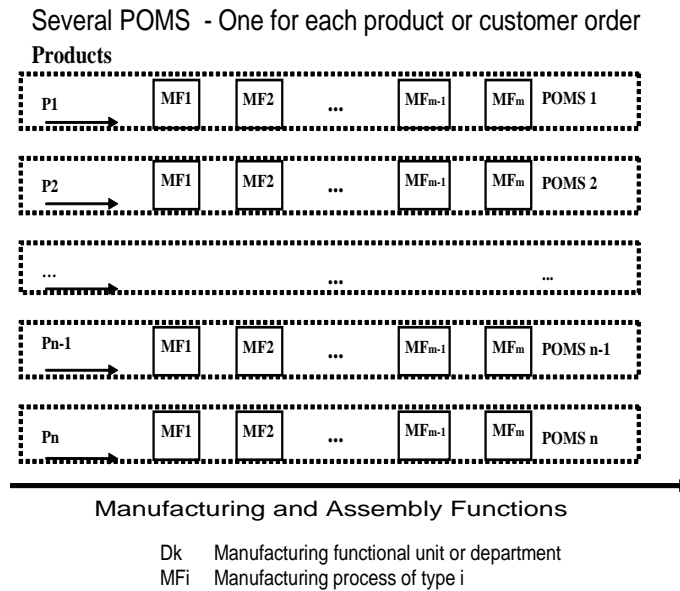 Several POMS - One for each product or customer order
Products
P1 MF1 MF2 ... MFm-1 MFm POMS 1
P2 MF1 MF2 ... MFm-1 MFm POMS 2
... ... ...
Pn-1 MF1 MF2 ... MFm-1 MFm POMS n-1
Pn MF1 MF2 ... MFm-1 MFm POMS n
Manufacturing and Assembly Functions
Dk Manufacturing functional unit or department
MFi Manufacturing process of type i